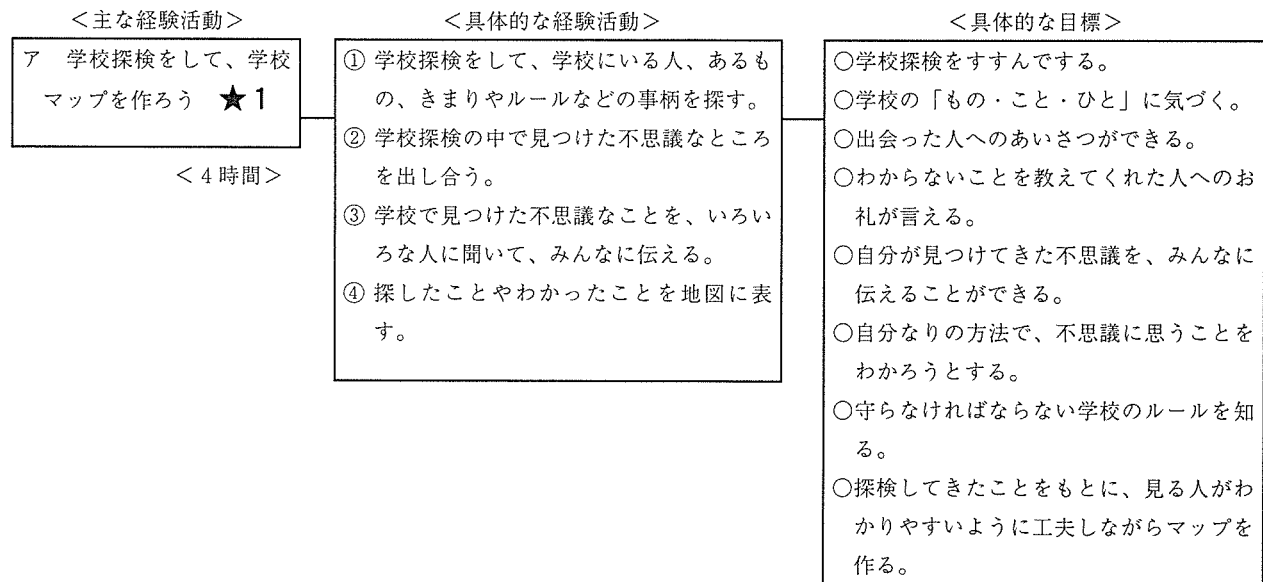 ＜主な経験活動＞
ア　学校探検をして、学校
マップを作ろう　★1
＜4時間＞
＜具体的な経験活動＞
① 学校探検をして、学校にいる人、あるも
の、きまりやルールなどの事柄を探す。
② 学校探検の中で見つけた不思議なところ
を出し合う。
③ 学校で見つけた不思議なことを、いろい
ろな人に聞いて、みんなに伝える。
④ 探したことやわかったことを地図に表
す。
＜具体的な目標＞
○学校探検をすすんでする。
○学校の「もの・こと・ひと」に気づく。
○出会った人へのあいさつができる。
○わからないことを教えてくれた人へのお
礼が言える。
○自分が見つけてきた不思議を、みんなに
伝えることができる。
○自分なりの方法で、不思議に思うことを
わかろうとする。
○守らなければならない学校のルールを知
る。
○探検してきたことをもとに、見る人がわ
かりやすいように工夫しながらマップを
作る。